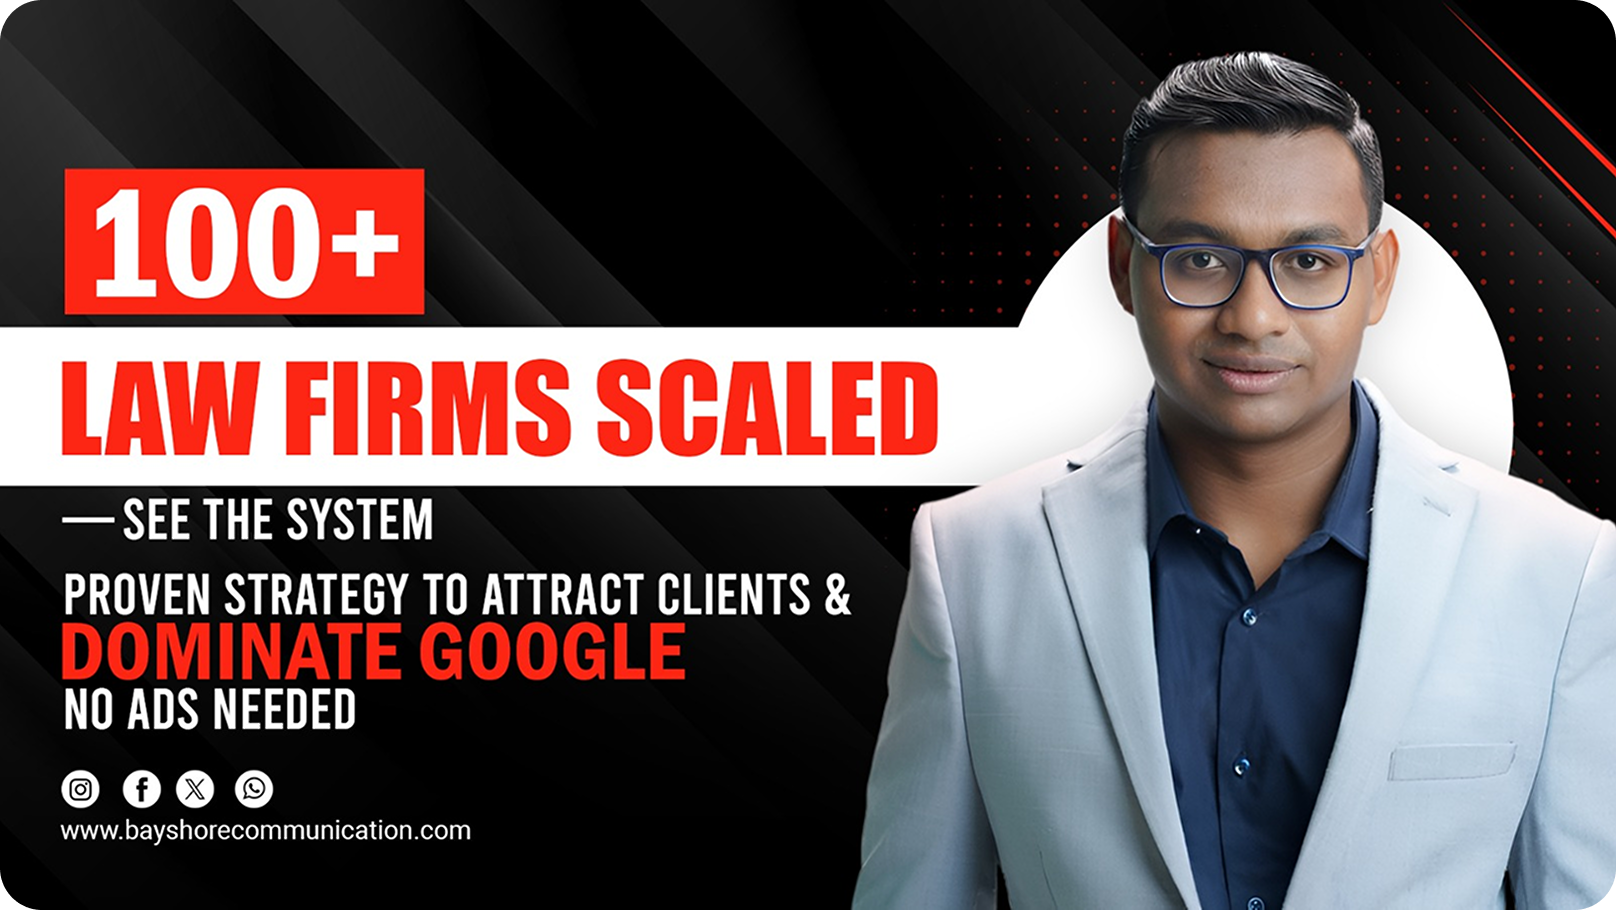 100+
LAW FIRMS SCALED
— SEE THE SYSTEM
PROVEN STRATEGY TO ATTRACT CLIENTS &
DOMINATE GOOGLE
NO ADS NEEDED
www.bayshorecommunication.com